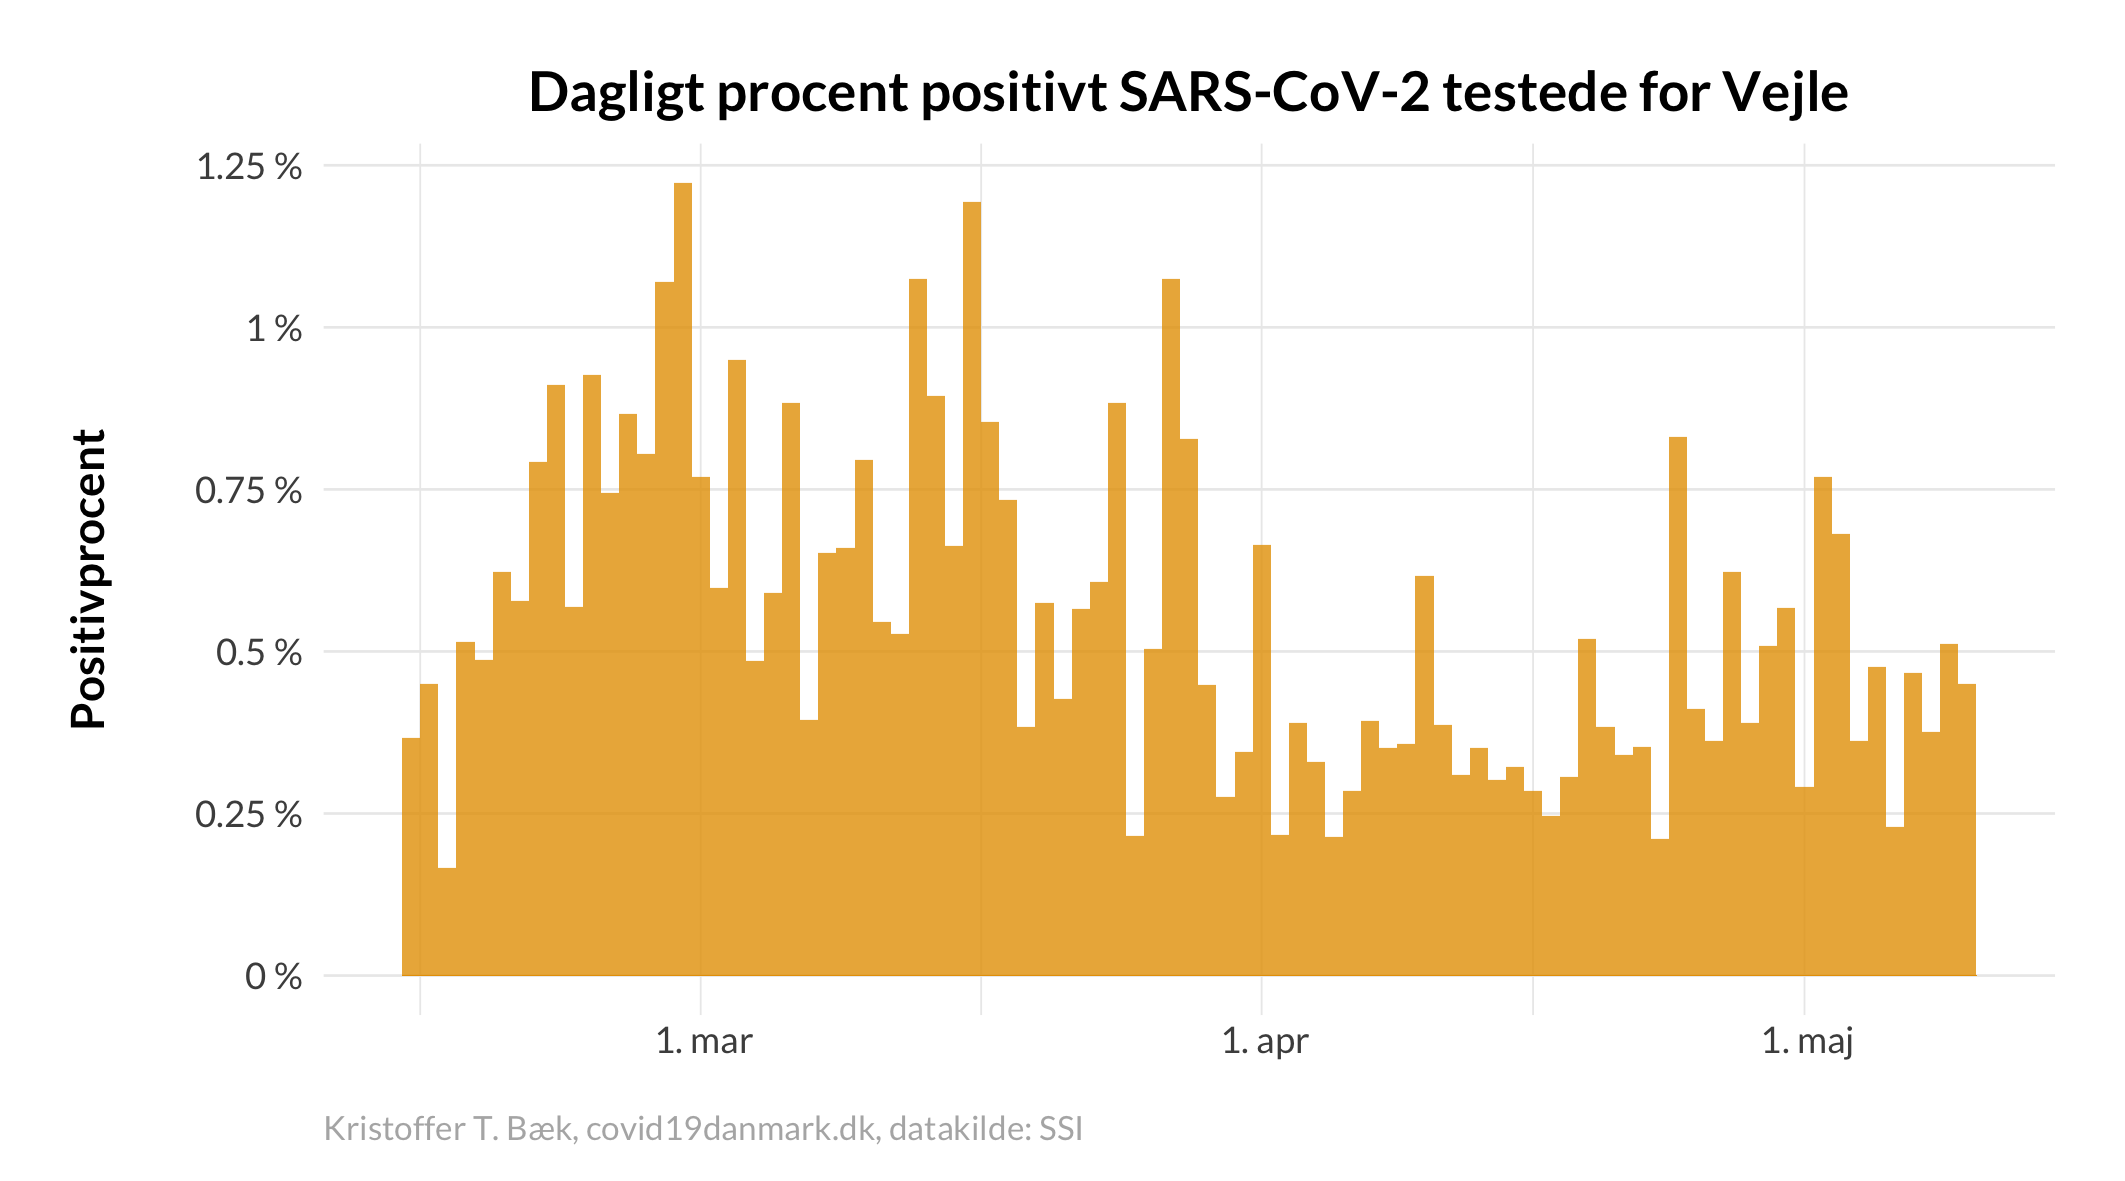 Dagligt procent positivt SARS-CoV-2 testede for Vejle
Positivprocent
1.25 %
1 %
0.75 %
0.5 %
0.25 %
0 %
1. mar
1. apr
1. maj
Kristoffer T. Bæk, covid19danmark.dk, datakilde: SSI